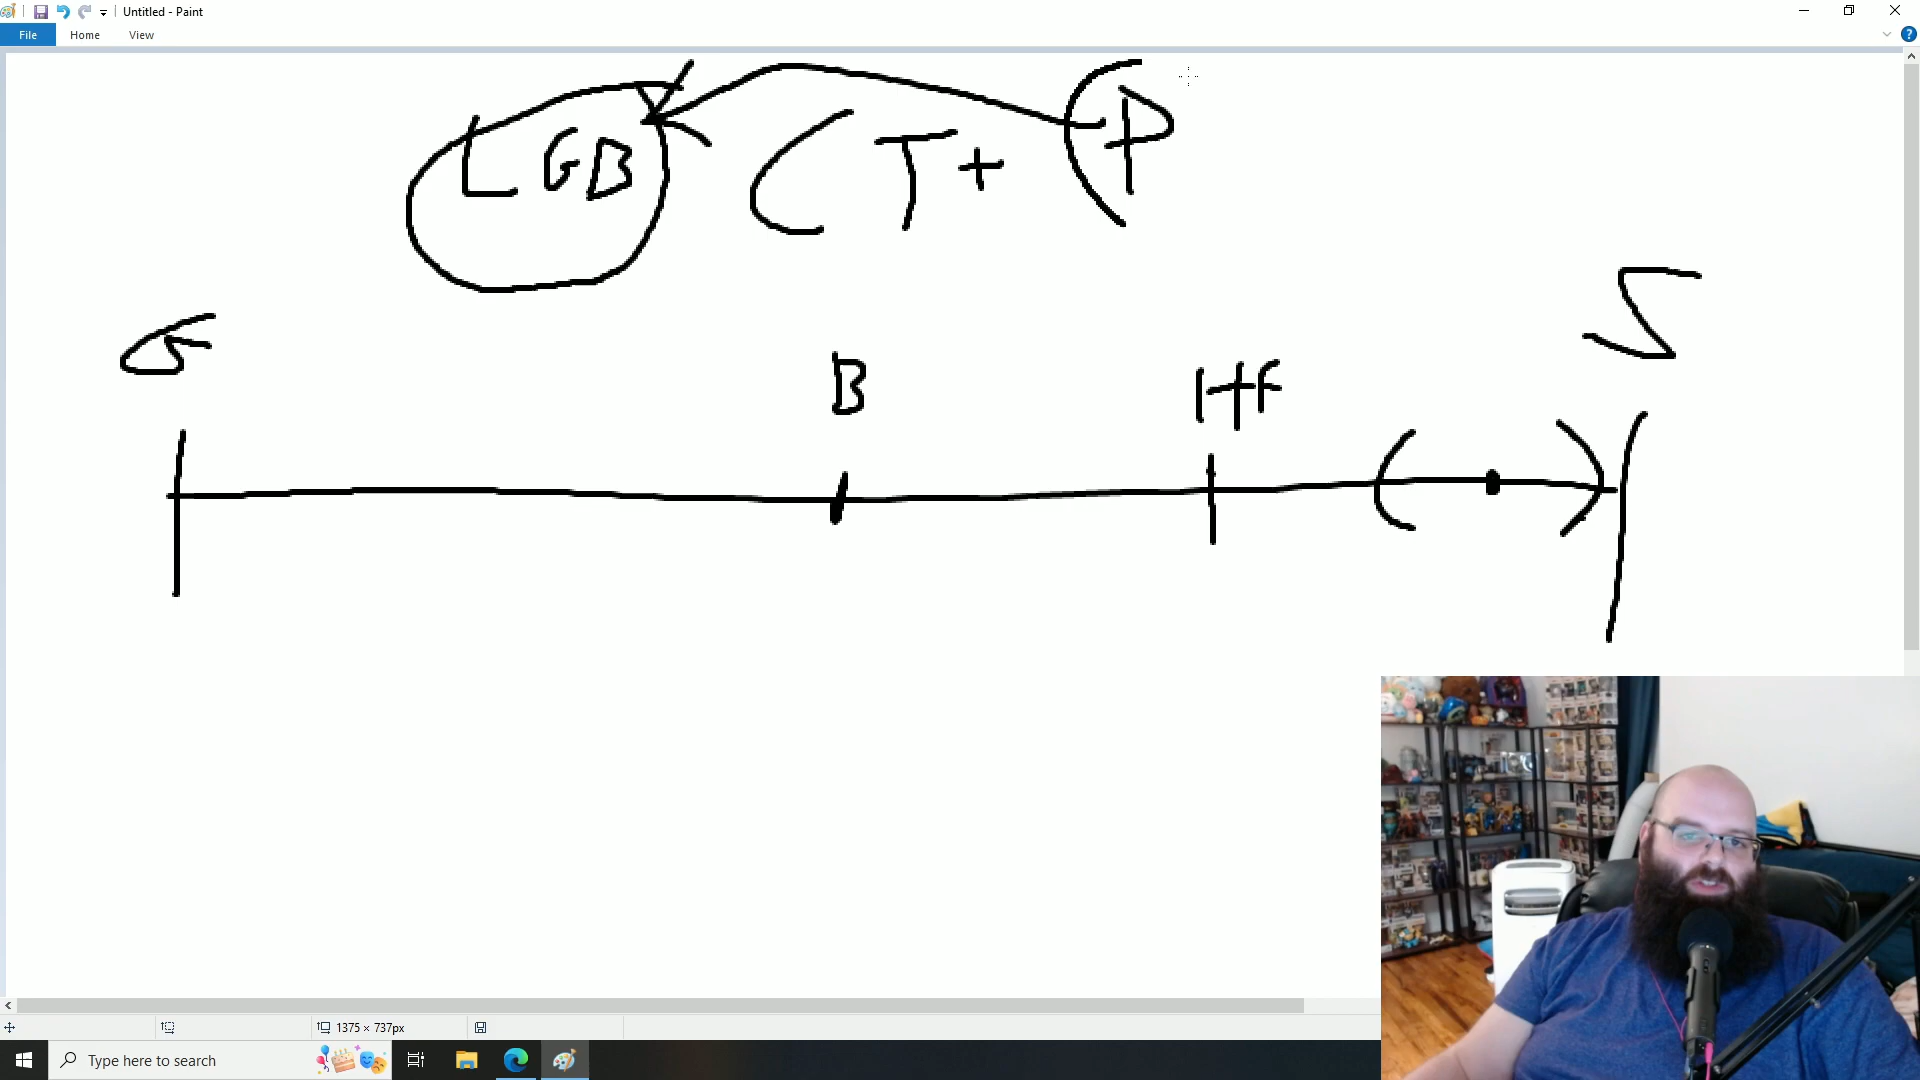 Untitled - Paint
File Home View
LGB (T+ (P
G B HF S
( )
1375 × 737px
Type here to search